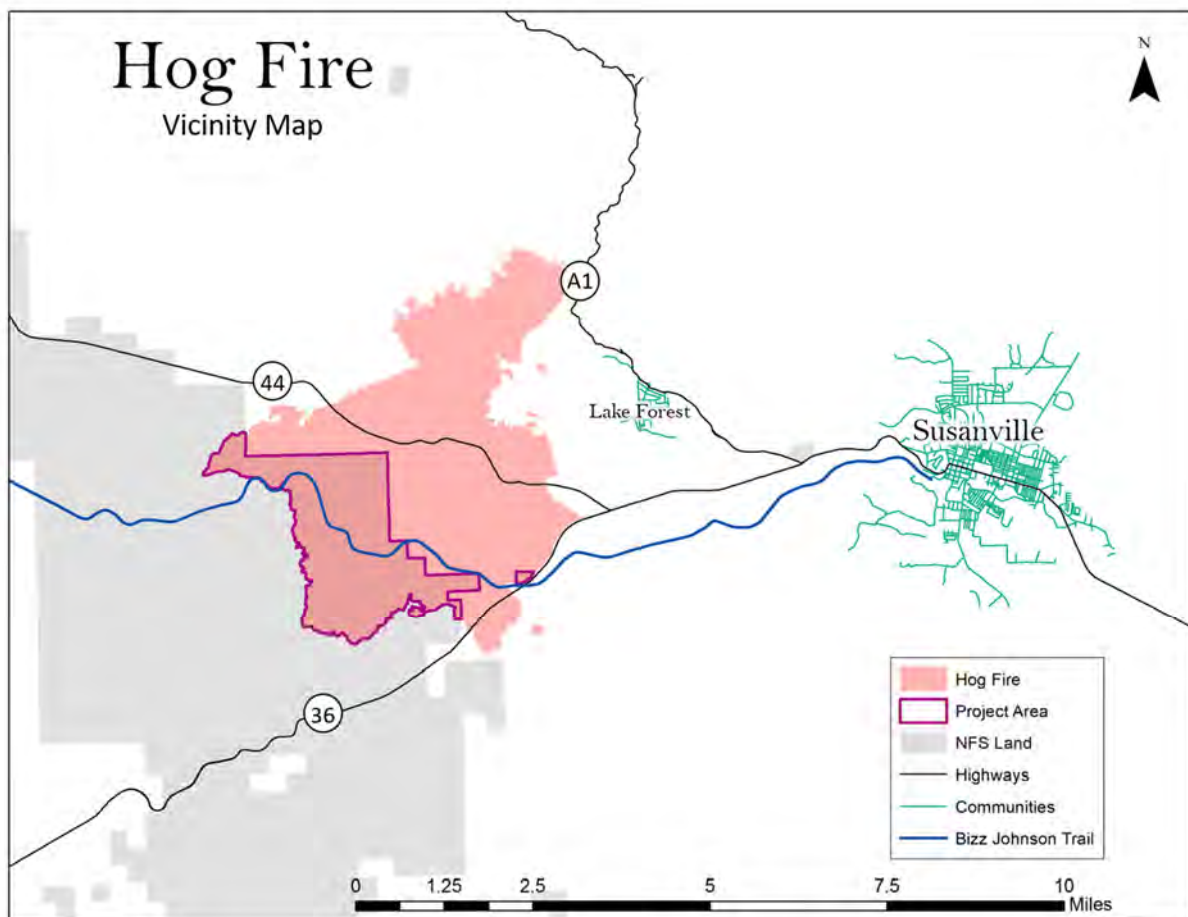 Hog Fire
Vicinity Map
N
A1
44
Lake Forest
Susanville
36
Hog Fire
Project Area
NFS Land
Highways
Communities
Bizz Johnson Trail
0 1.25 2.5 5 7.5 10
Miles